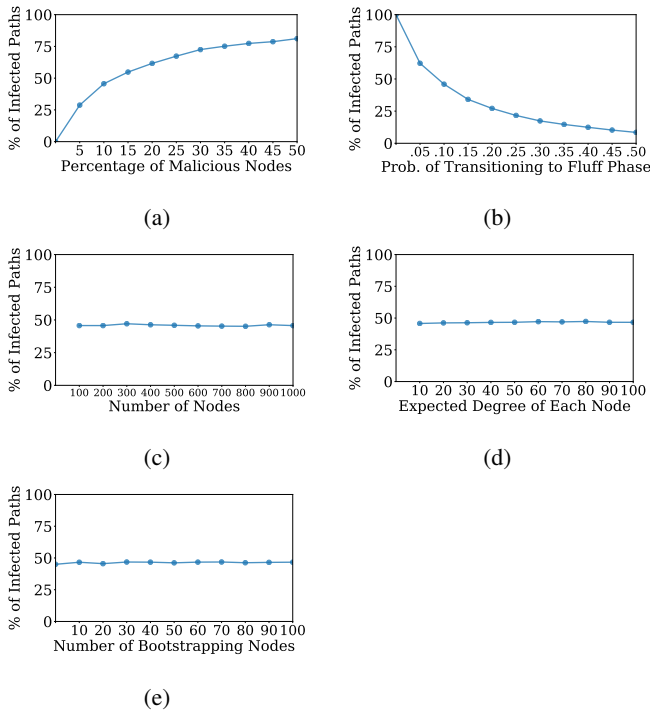 100
75
50
25
0
% of Infected Paths
5 10 15 20 25 30 35 40 45 50
Percentage of Malicious Nodes
(a)
100
75
50
25
0
% of Infected Paths
.05 .10 .15 .20 .25 .30 .35 .40 .45 .50
Prob. of Transitioning to Fluff Phase
(b)
100
75
50
25
0
% of Infected Paths
100 200 300 400 500 600 700 800 900 1000
Number of Nodes
(c)
100
75
50
25
0
% of Infected Paths
10 20 30 40 50 60 70 80 90 100
Expected Degree of Each Node
(d)
100
75
50
25
0
% of Infected Paths
10 20 30 40 50 60 70 80 90 100
Number of Bootstrapping Nodes
(e)